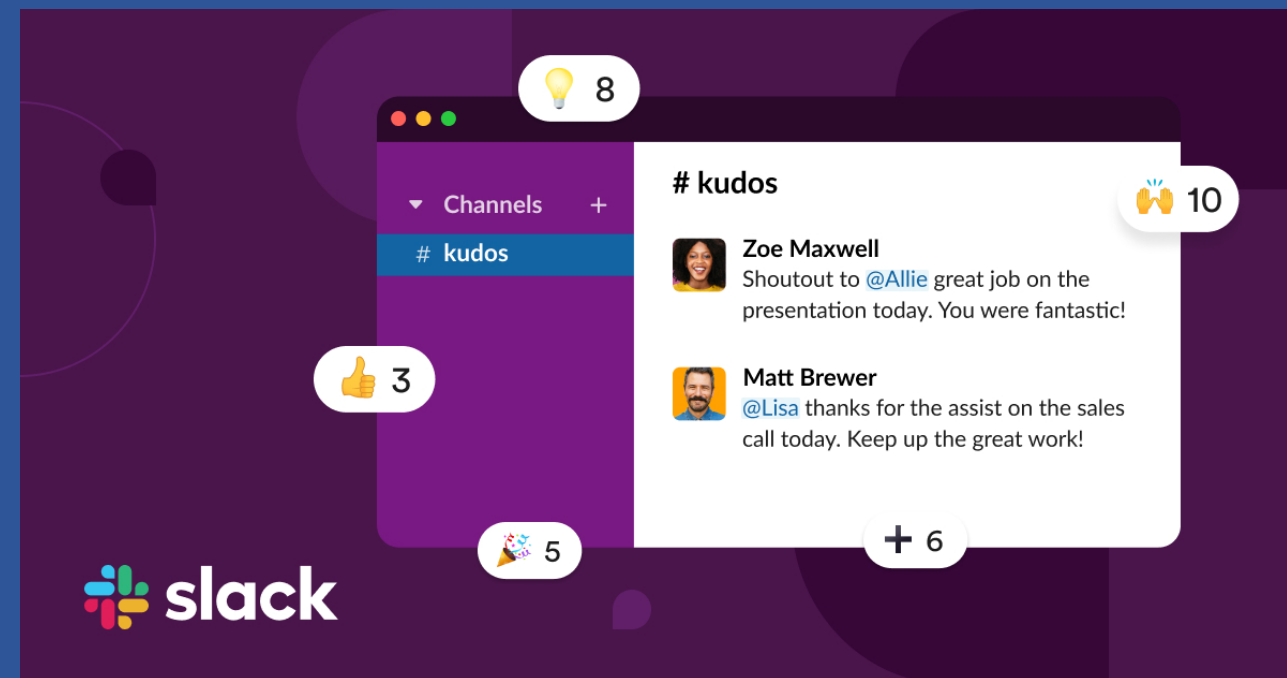 8
# kudos
10
Channels +
# kudos
Zoe Maxwell
Shoutout to @Allie great job on the
presentation today. You were fantastic!
3
Matt Brewer
@Lisa thanks for the assist on the sales
call today. Keep up the great work!
5
➕ 6
slack